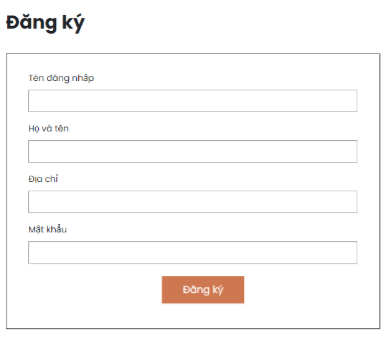 Đăng ký
Tên đăng nhập
Họ và tên
Địa chỉ
Mật khẩu
Đăng ký